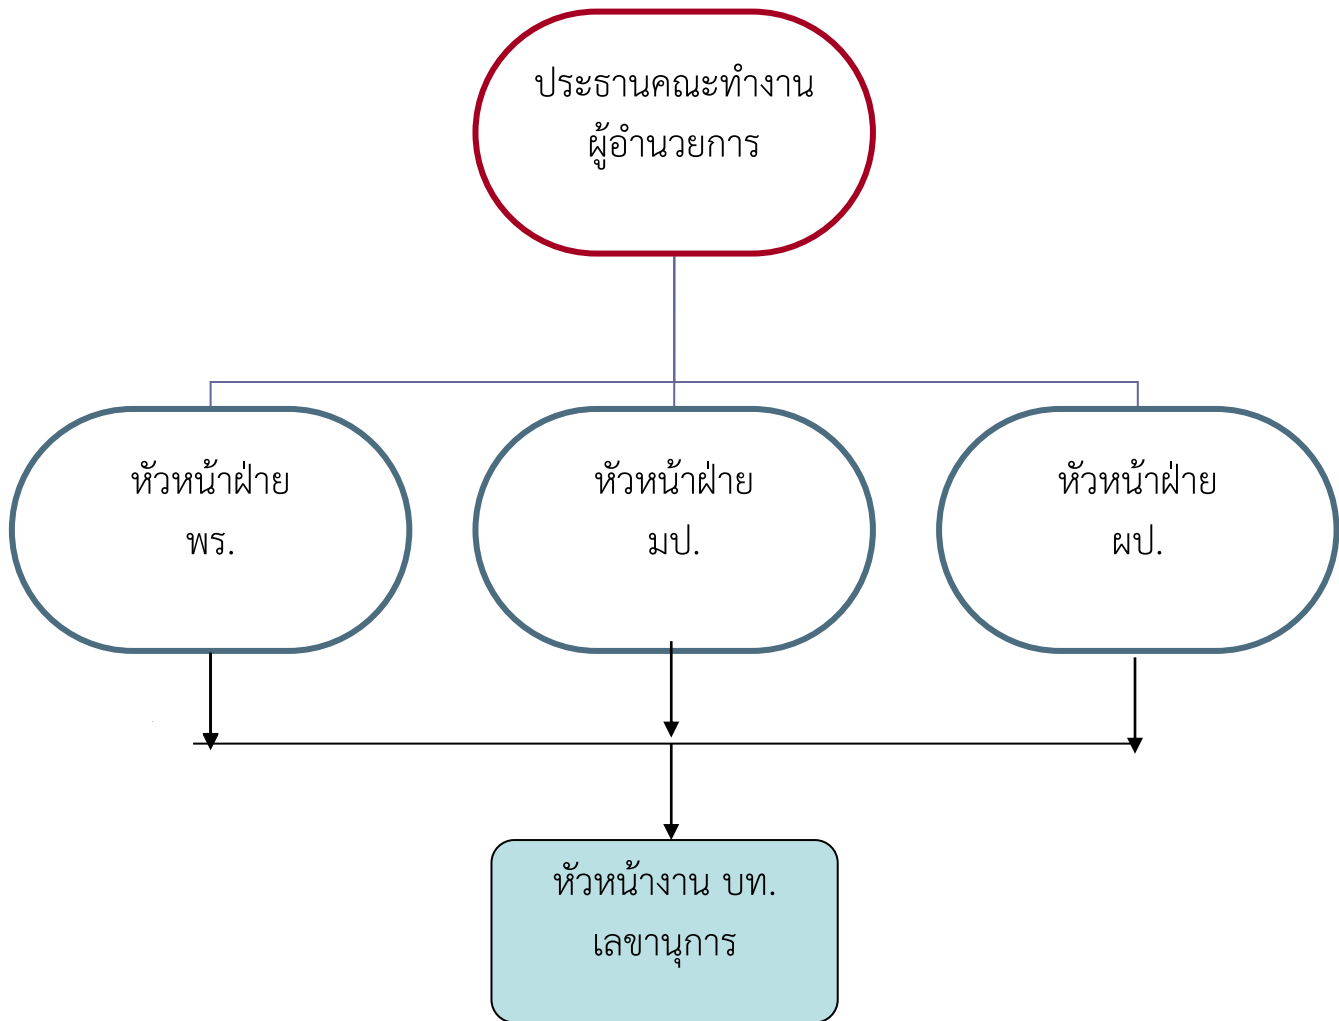 ประธานคณะทำงาน
ผู้อำนวยการ
หัวหน้าฝ่าย
พร.
หัวหน้าฝ่าย
มป.
หัวหน้าฝ่าย
ผป.
หัวหน้างาน บท.
เลขานุการ